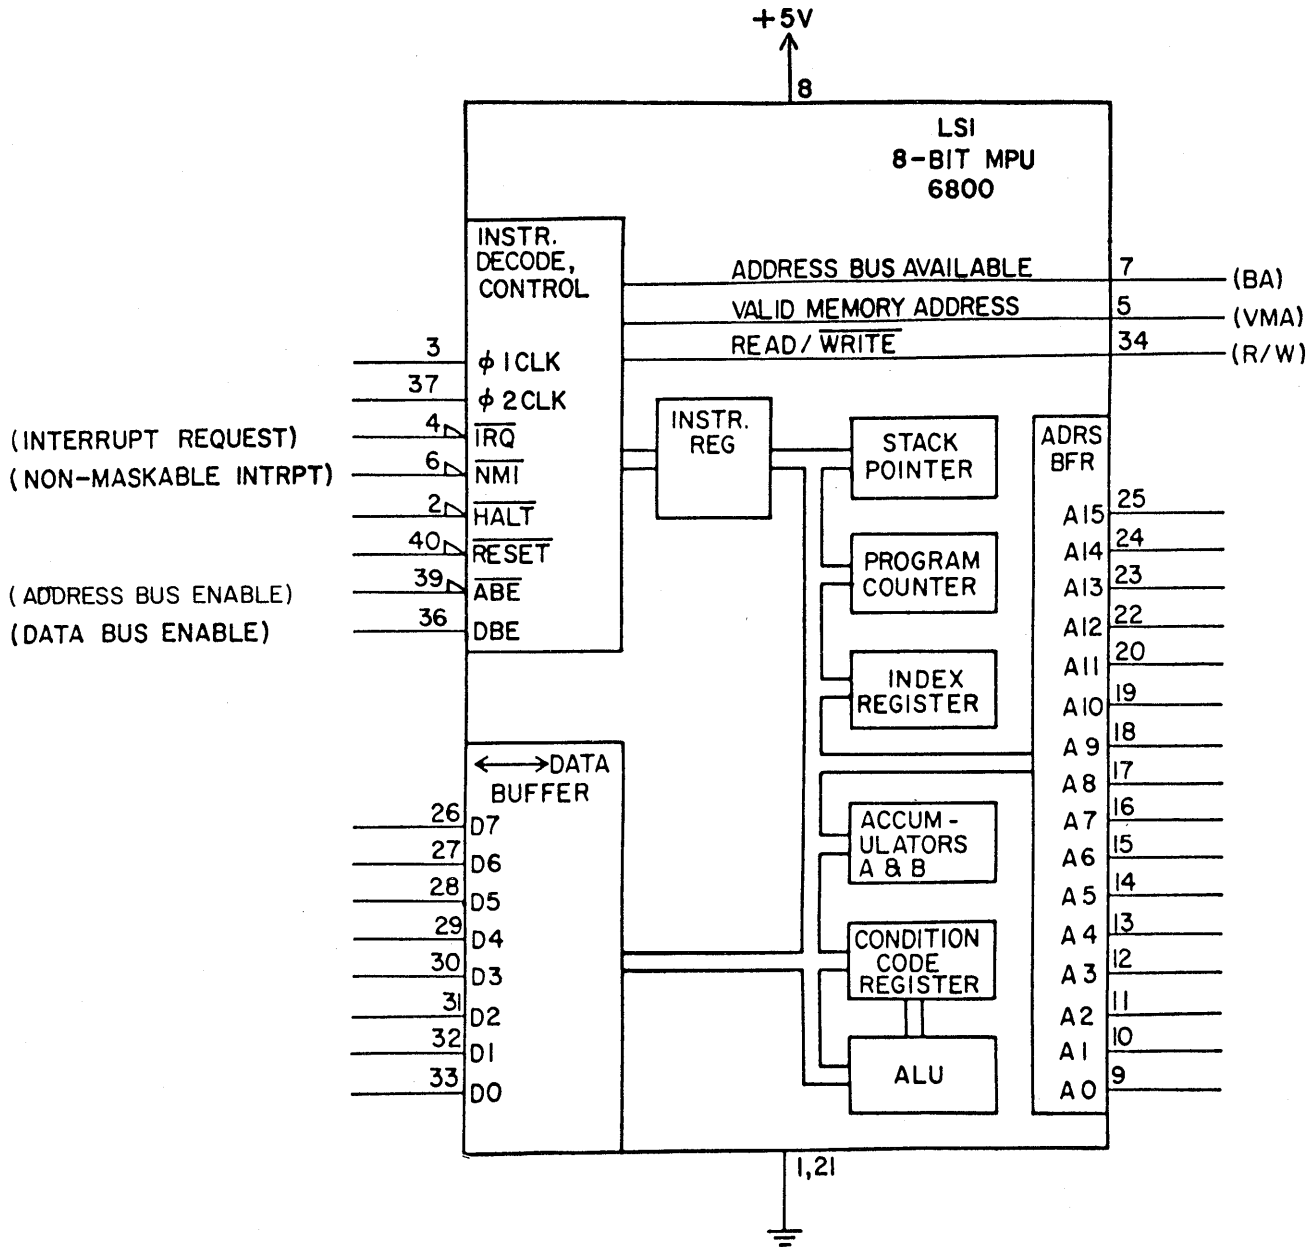 +5V
8
LSI
8-BIT MPU
6800
INSTR.
DECODE,
CONTROL
ADDRESS BUS AVAILABLE 7 (BA)
VALID MEMORY ADDRESS 5 (VMA)
READ/WRITE 34 (R/W)
3 ϕ1CLK
37 ϕ2CLK
(INTERRUPT REQUEST) 4 IRQ
(NON-MASKABLE INTRPT) 6 NMI
2 HALT
40 RESET
(ADDRESS BUS ENABLE) 39 ABE
(DATA BUS ENABLE) 36 DBE
INSTR.
REG
STACK
POINTER
PROGRAM
COUNTER
INDEX
REGISTER
ADRS
BFR
A15 25
A14 24
A13 23
A12 22
A11 20
A10 19
A9 18
A8 17
A7 16
A6 15
A5 14
A4 13
A3 12
A2 11
A1 10
A0 9
DATA
BUFFER
26 D7
27 D6
28 D5
29 D4
30 D3
31 D2
32 D1
33 D0
ACCUM-
ULATORS
A & B
CONDITION
CODE
REGISTER
ALU
1,21